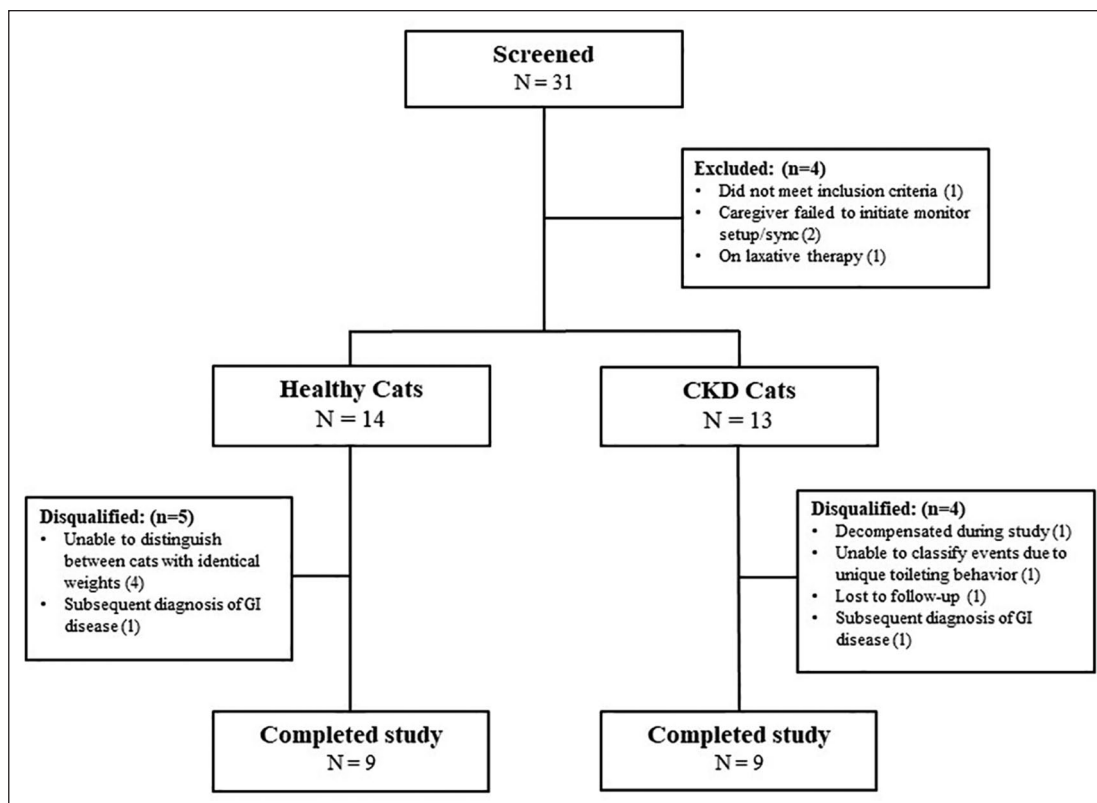 Screened
N = 31
Excluded: (n=4)
• Did not meet inclusion criteria (1)
• Caregiver failed to initiate monitor
setup/sync (2)
• On laxative therapy (1)
Healthy Cats
N = 14
CKD Cats
N = 13
Disqualified: (n=5)
• Unable to distinguish
between cats with identical
weights (4)
• Subsequent diagnosis of GI
disease (1)
Disqualified: (n=4)
• Decompensated during study (1)
• Unable to classify events due to
unique toileting behavior (1)
• Lost to follow-up (1)
• Subsequent diagnosis of GI
disease (1)
Completed study
N = 9
Completed study
N = 9